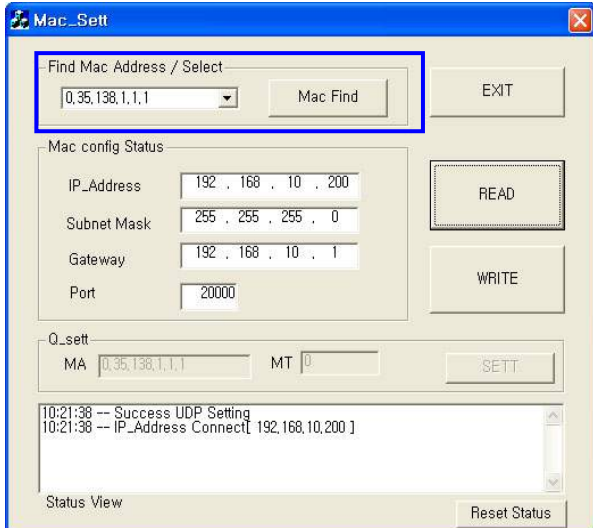 Mac_Sett
Find Mac Address / Select
0,35,138,1,1,1
Mac Find
EXIT
Mac config Status
IP_Address 192 . 168 . 10 . 200
Subnet Mask 255 . 255 . 255 . 0
Gateway 192 . 168 . 10 . 1
Port 20000
READ
WRITE
Q_sett
MA 0,35,138,1,1,1 MT 0 SETT
10:21:38 -- Success UDP Setting
10:21:38 -- IP_Address Connect[ 192,168,10,200 ]
Status View
Reset Status